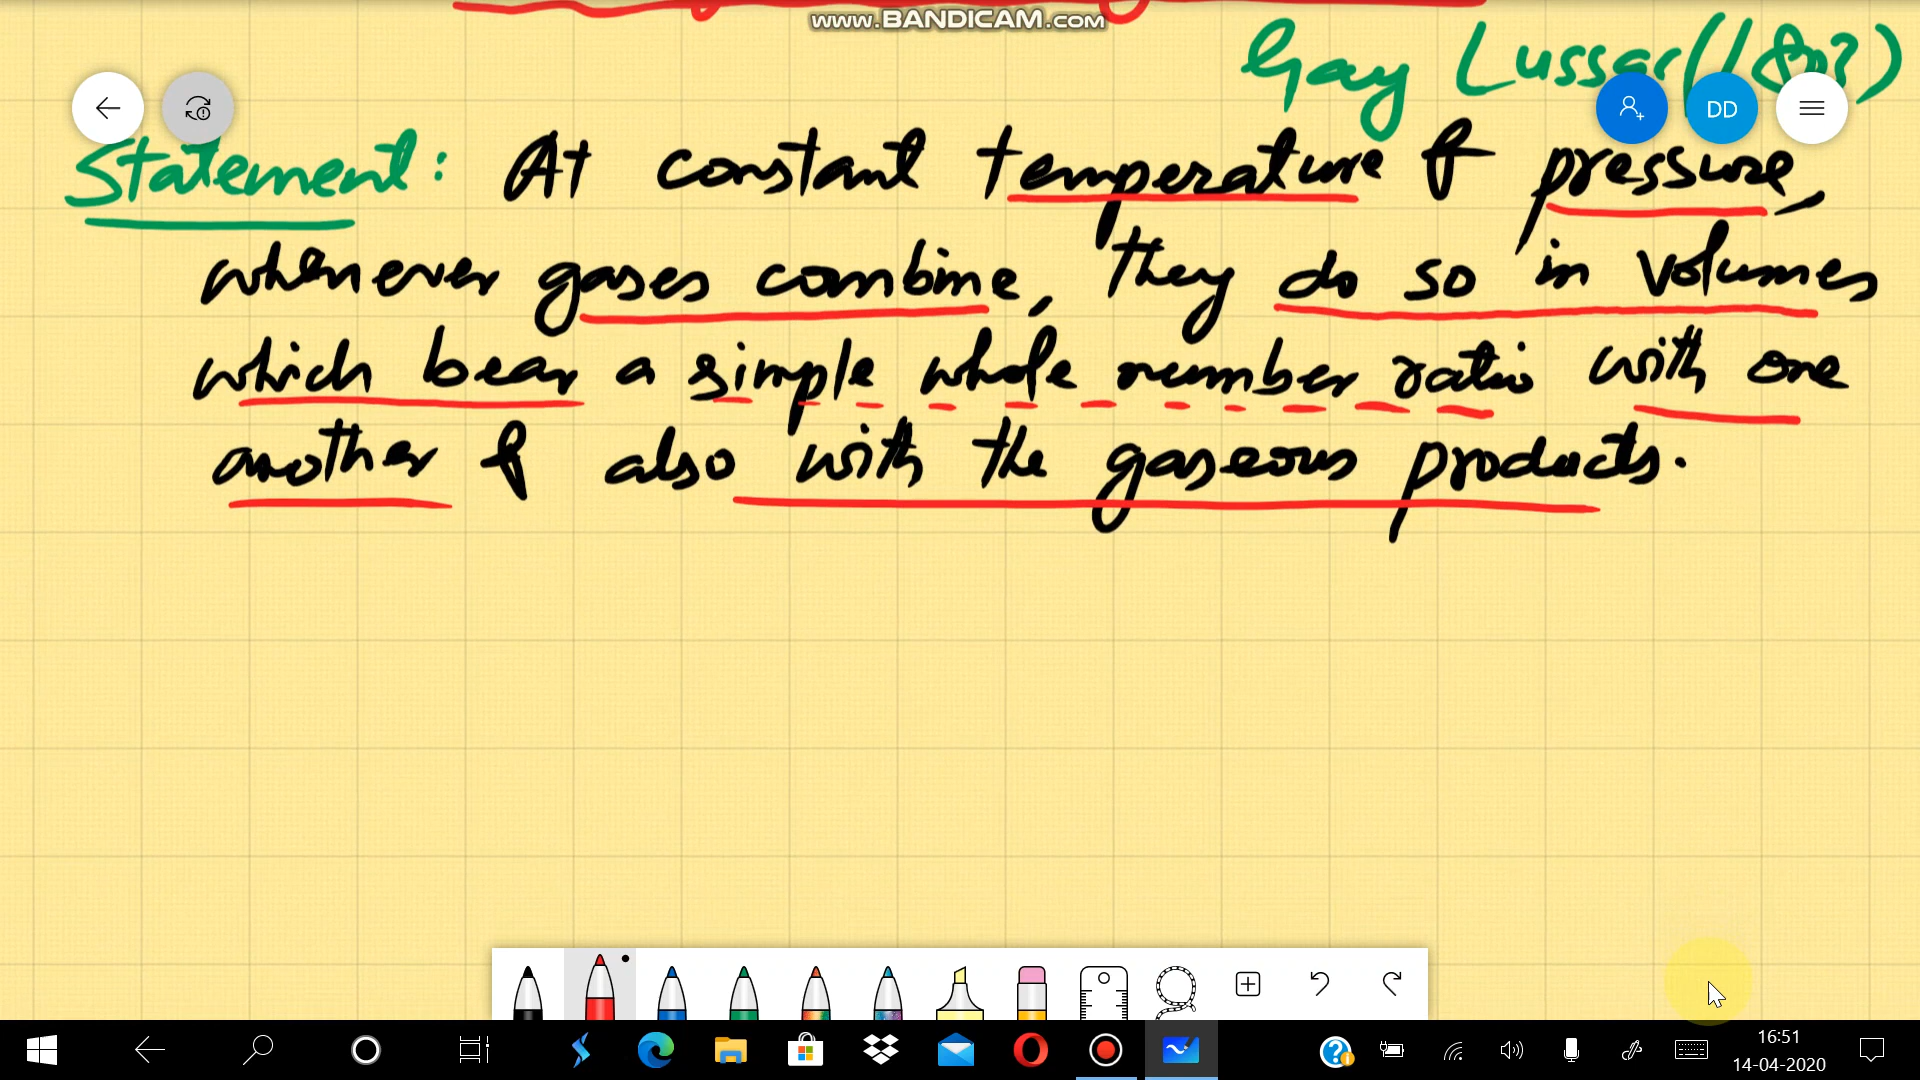 www.BANDICAM.com
Gay Lussac(1808)
DD
Statement: At constant temperature & pressure,
whenever gases combine, they do so in volumes
which bear a simple whole number ratio with one
another & also with the gaseous products.
16:51
14-04-2020